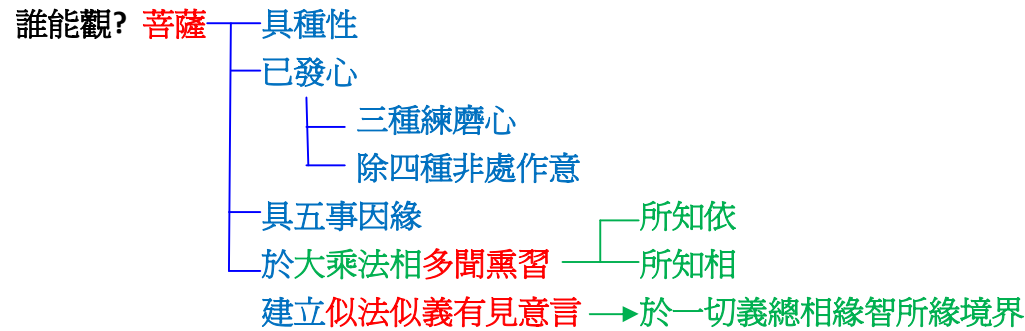 誰能觀? 菩薩 具種性
已發心
三種練磨心
除四種非處作意
具五事因緣 所知依
於大乘法相多聞熏習 所知相
建立似法似義有見意言 於一切義總相緣智所緣境界